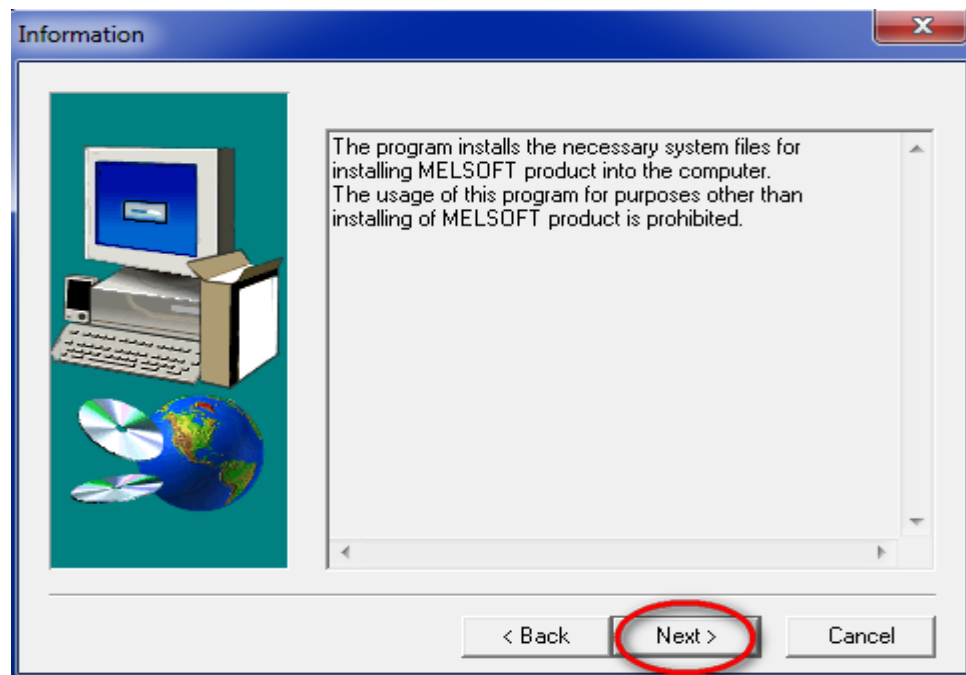 Information
The program installs the necessary system files for
installing MELSOFT product into the computer.
The usage of this program for purposes other than
installing of MELSOFT product is prohibited.
< Back
Next >
Cancel